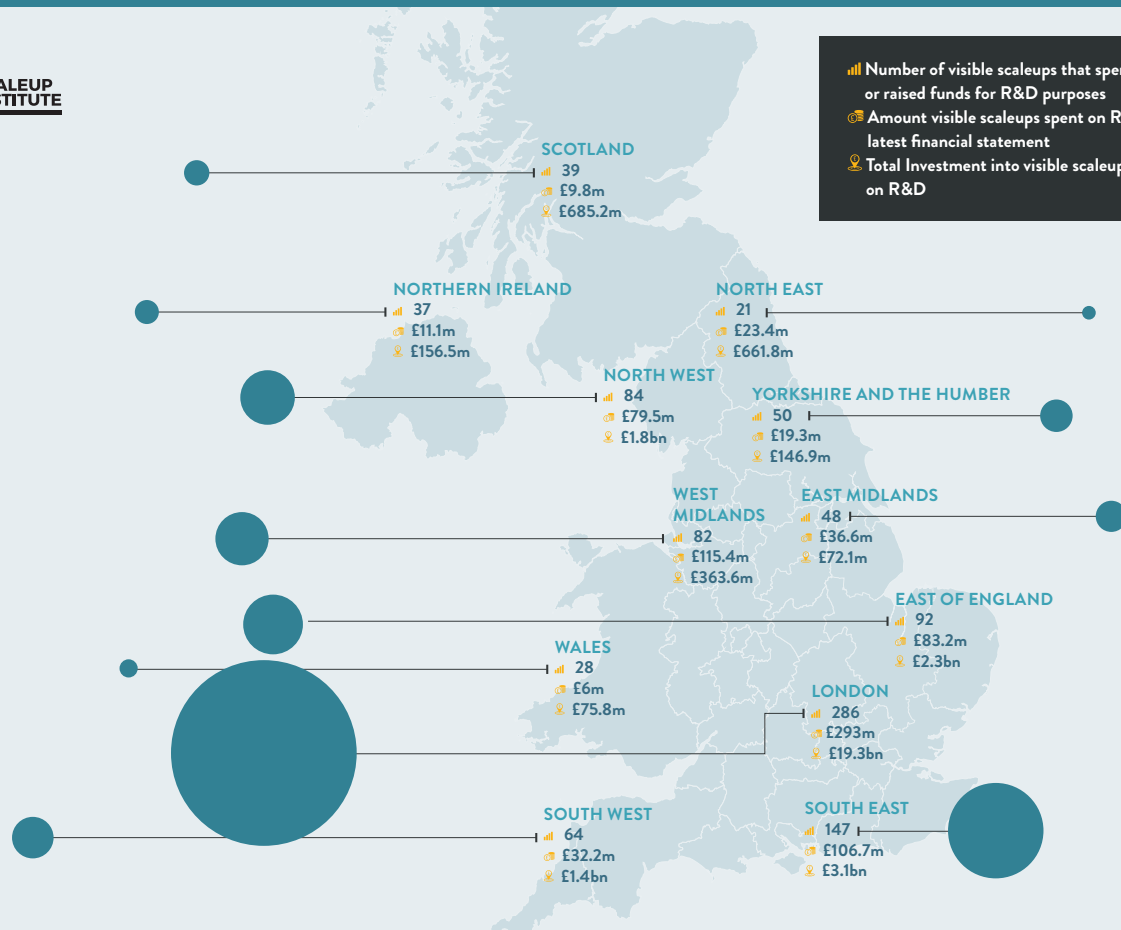 ALEUP
STITUTE
Number of visible scaleups that spe
or raised funds for R&D purposes
Amount visible scaleups spent on R
latest financial statement
Total Investment into visible scaleup
on R&D
SCOTLAND
39
£9.8m
£685.2m
NORTHERN IRELAND
37
£11.1m
£156.5m
NORTH EAST
21
£23.4m
£661.8m
NORTH WEST
84
£79.5m
£1.8bn
YORKSHIRE AND THE HUMBER
50
£19.3m
£146.9m
WEST
MIDLANDS
82
£115.4m
£363.6m
EAST MIDLANDS
48
£36.6m
£72.1m
EAST OF ENGLAND
92
£83.2m
£2.3bn
WALES
28
£6m
£75.8m
LONDON
286
£293m
£19.3bn
SOUTH WEST
64
£32.2m
£1.4bn
SOUTH EAST
147
£106.7m
£3.1bn